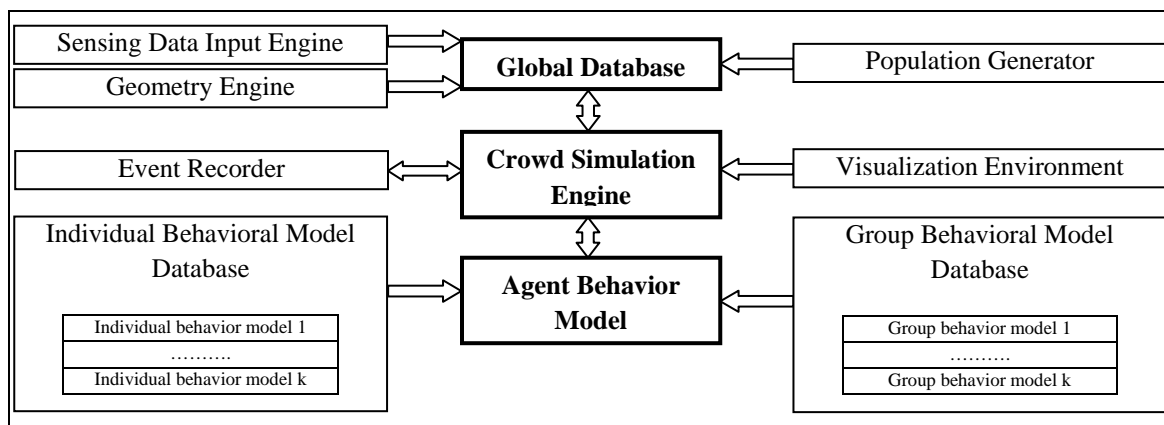 Sensing Data Input Engine
Geometry Engine
Global Database
Population Generator
Event Recorder
Crowd Simulation
Engine
Visualization Environment
Individual Behavioral Model
Database
Individual behavior model 1
……….
Individual behavior model k
Agent Behavior
Model
Group Behavioral Model
Database
Group behavior model 1
……….
Group behavior model k